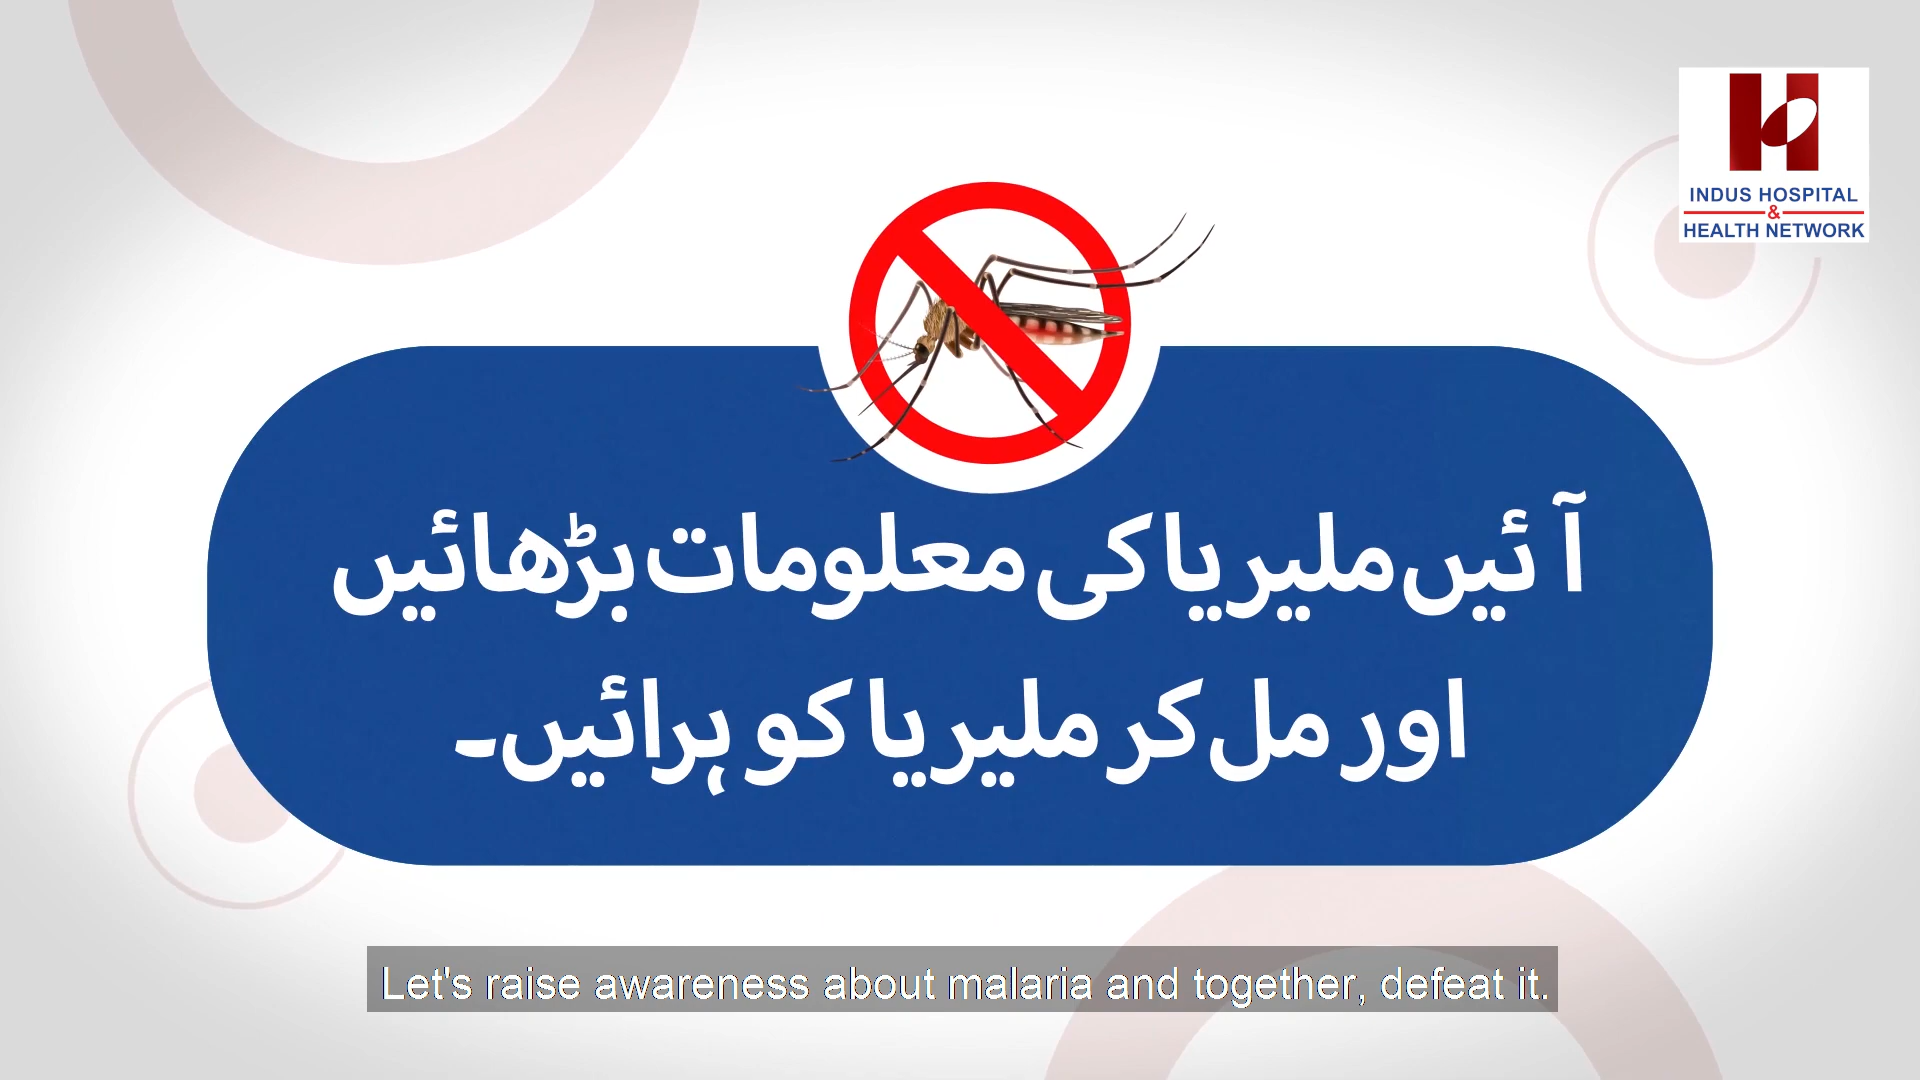 INDUS HOSPITAL
&
HEALTH NETWORK
آئیں ملیریا کی معلومات بڑھائیں
اور مل کر ملیریا کو ہرائیں۔
Let's raise awareness about malaria and together, defeat it.